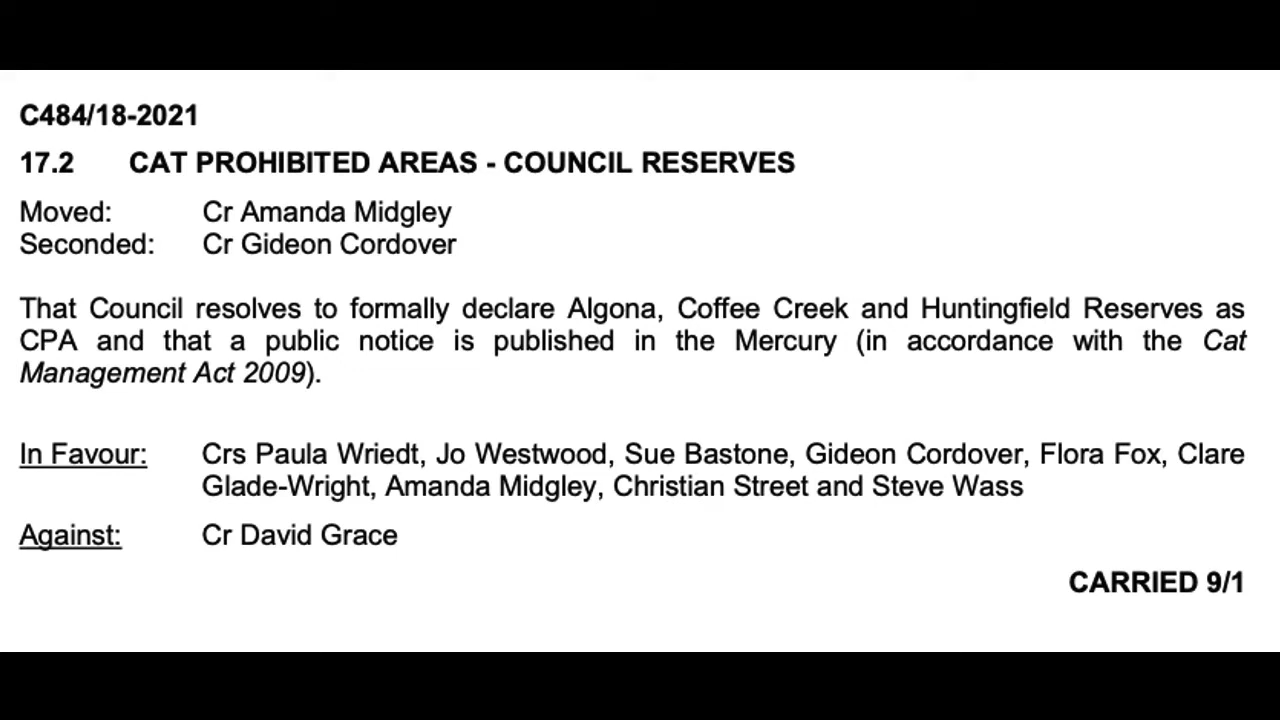 C484/18-2021
17.2 CAT PROHIBITED AREAS - COUNCIL RESERVES
Moved: Cr Amanda Midgley
Seconded: Cr Gideon Cordover
That Council resolves to formally declare Algona, Coffee Creek and Huntingfield Reserves as
CPA and that a public notice is published in the Mercury (in accordance with the Cat
Management Act 2009).
In Favour: Crs Paula Wriedt, Jo Westwood, Sue Bastone, Gideon Cordover, Flora Fox, Clare
Glade-Wright, Amanda Midgley, Christian Street and Steve Wass
Against: Cr David Grace
CARRIED 9/1